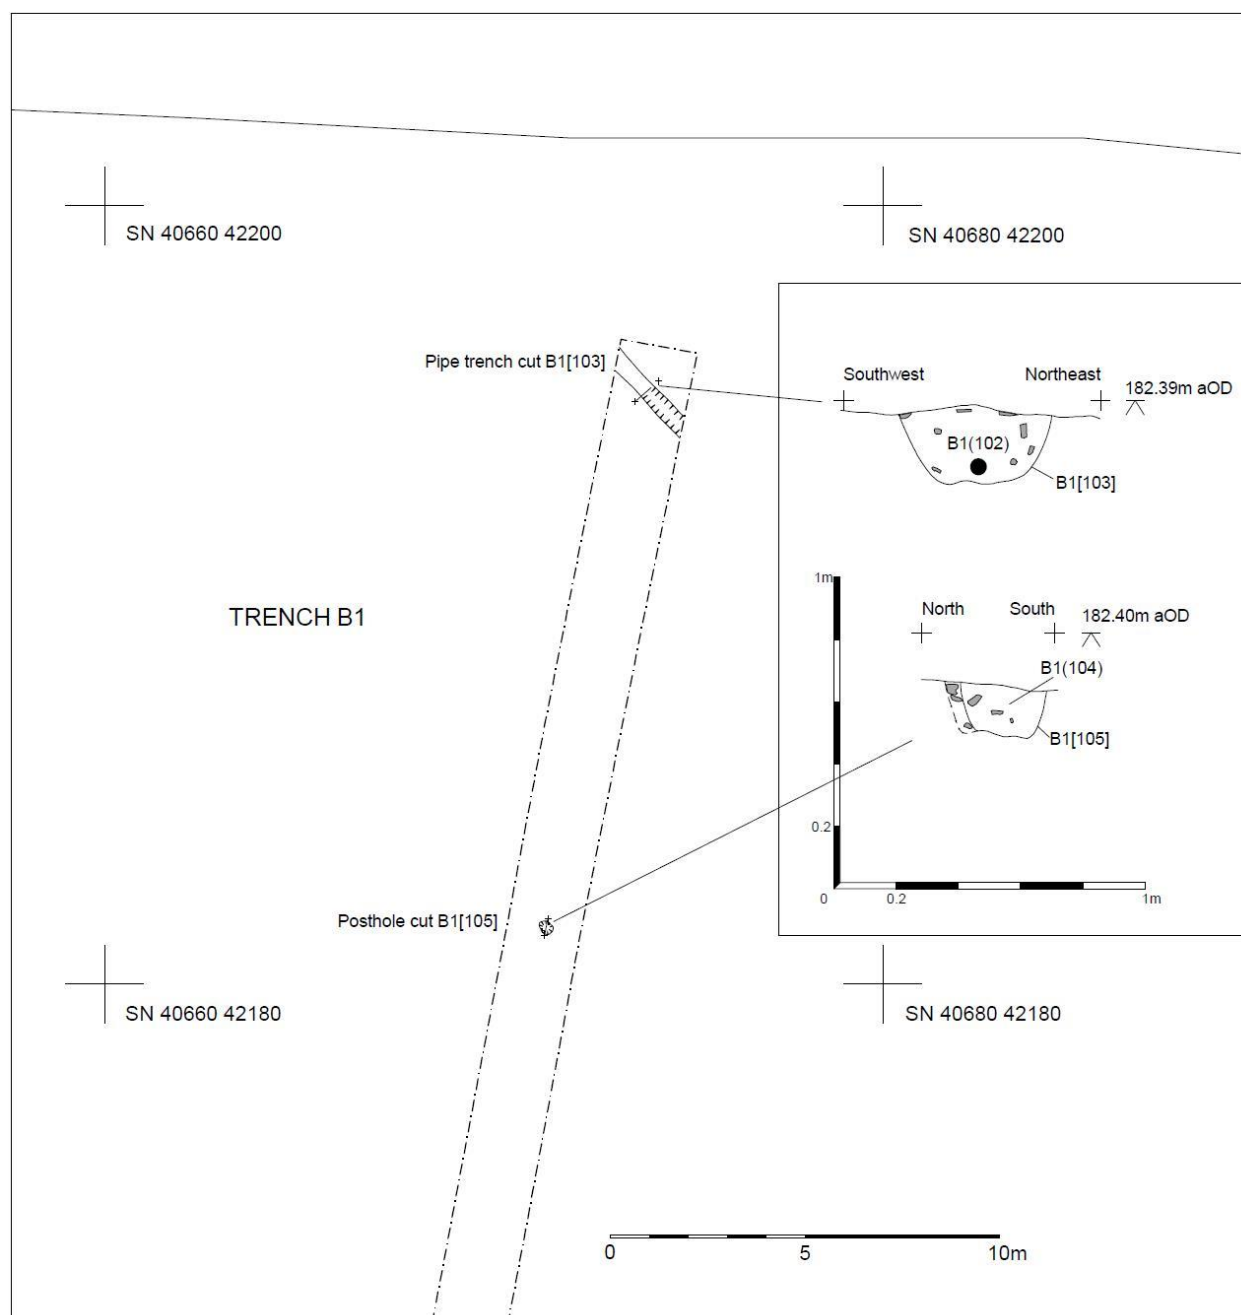 SN 40660 42200
SN 40680 42200
Pipe trench cut B1[103]
Southwest
Northeast
182.39m aOD
B1(102)
B1[103]
1m
North
South
182.40m aOD
TRENCH B1
B1(104)
B1[105]
0.2
0
0.2
1m
Posthole cut B1[105]
SN 40660 42180
SN 40680 42180
0
5
10m